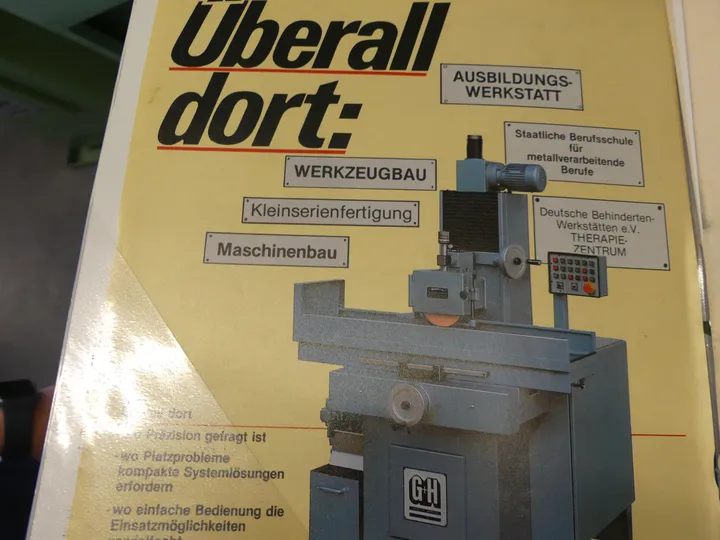 Überall
dort:
AUSBILDUNGS-
WERKSTATT
Staatliche Berufsschule
für
metallverarbeitende
Berufe
WERKZEUGBAU
Kleinserienfertigung
Deutsche Behinderten-
Werkstätten e.V.
THERAPIE-
ZENTRUM
Maschinenbau
dort
Präzision gefragt ist
-wo Platzprobleme
kompakte Systemlösungen
erfordern
-wo einfache Bedienung die
Einsatzmöglichkeiten
G+H